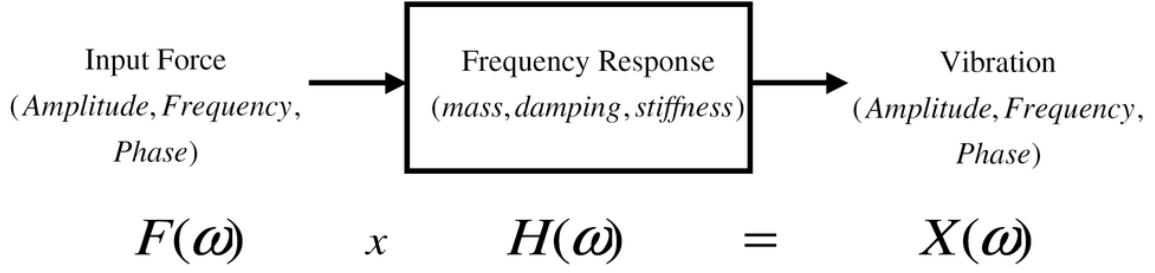 Input Force
(Amplitude, Frequency,
Phase)
Frequency Response
(mass, damping, stiffness)
Vibration
(Amplitude, Frequency,
Phase)
F(ω) x H(ω) = X(ω)